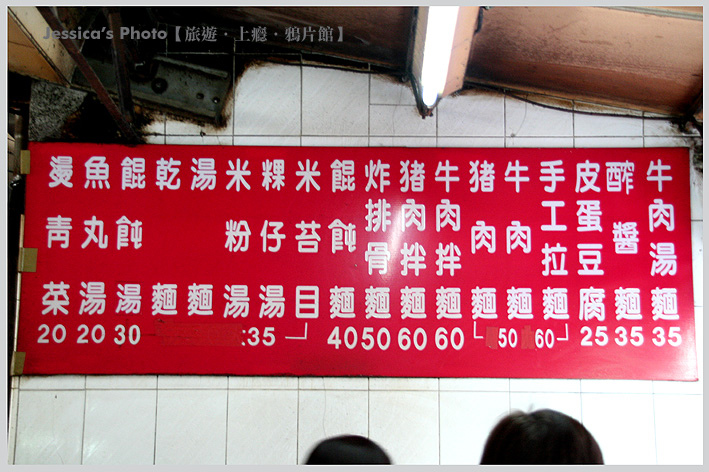 Jessica's Photo【旅遊‧上癮‧鴉片館】
牛肉湯麵 35
醡醬麵 35
皮蛋豆腐 25
手工拉麵
牛肉麵
猪肉麵
50 60
牛肉拌麵 60
猪肉拌麵 60
炸排骨麵 50
餛飩麵 40
米苔目
粿仔湯
米粉湯
湯麵
乾麵
35
餛飩湯 30
魚丸湯 20
燙青菜 20